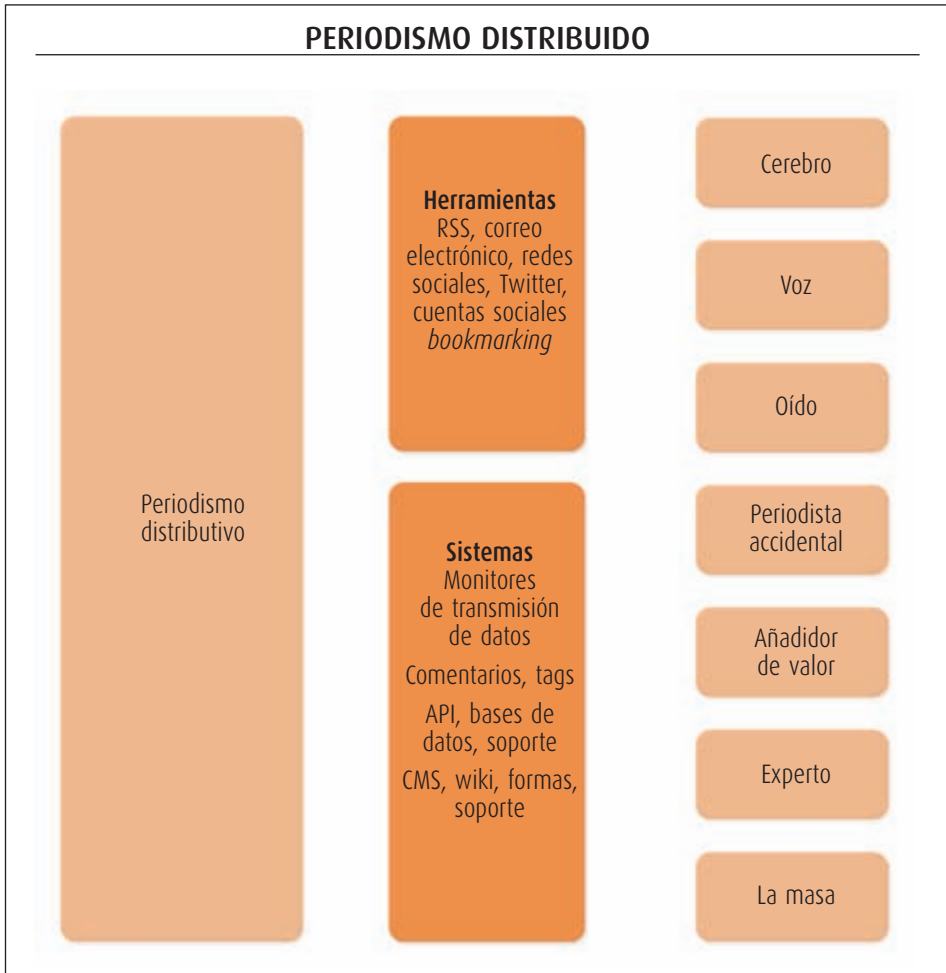 PERIODISMO DISTRIBUIDO
Periodismo
distributivo
Herramientas
RSS, correo
electrónico, redes
sociales, Twitter,
cuentas sociales
bookmarking
Sistemas
Monitores
de transmisión
de datos
Comentarios, tags
API, bases de
datos, soporte
CMS, wiki, formas,
soporte
Cerebro
Voz
Oído
Periodista
accidental
Añadidor
de valor
Experto
La masa